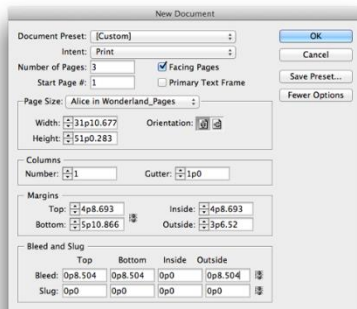 New Document
Document Preset: [Custom]
OK
Intent: Print
Cancel
Number of Pages: 3
Facing Pages
Start Page #: 1
Primary Text Frame
Save Preset...
Fewer Options
Page Size: Alice in Wonderland_Pages
Width: 31p10.677
Orientation:
Height: 51p0.283
Columns
Number: 1
Gutter: 1p0
Margins
Top: 4p8.693
Inside: 4p8.693
Bottom: 5p10.866
Outside: 3p6.52
Bleed and Slug
Top Bottom Inside Outside
Bleed: 0p8.504 0p8.504 0p0 0p8.504
Slug: 0p0 0p0 0p0 0p0